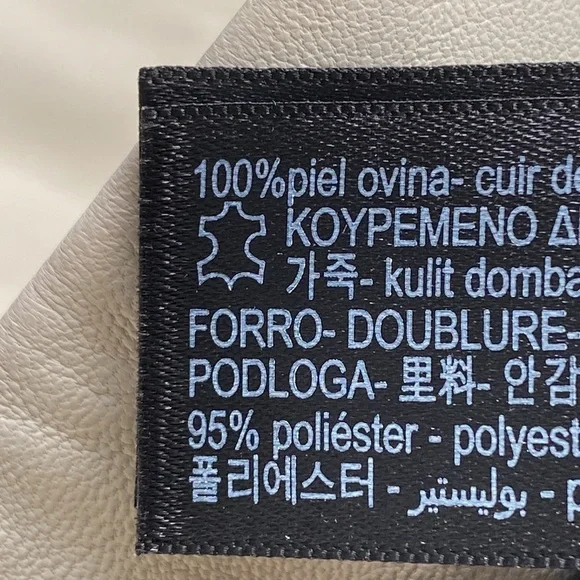 100%piel ovina- cuir de
ΚΟΥΡΕΜΕΝΟ
가죽- kulit domba
FORRO- DOUBLURE-
PODLOGA- 里料- 안감
95% poliéster - polyest
폴리에스터 - بوليستير - p